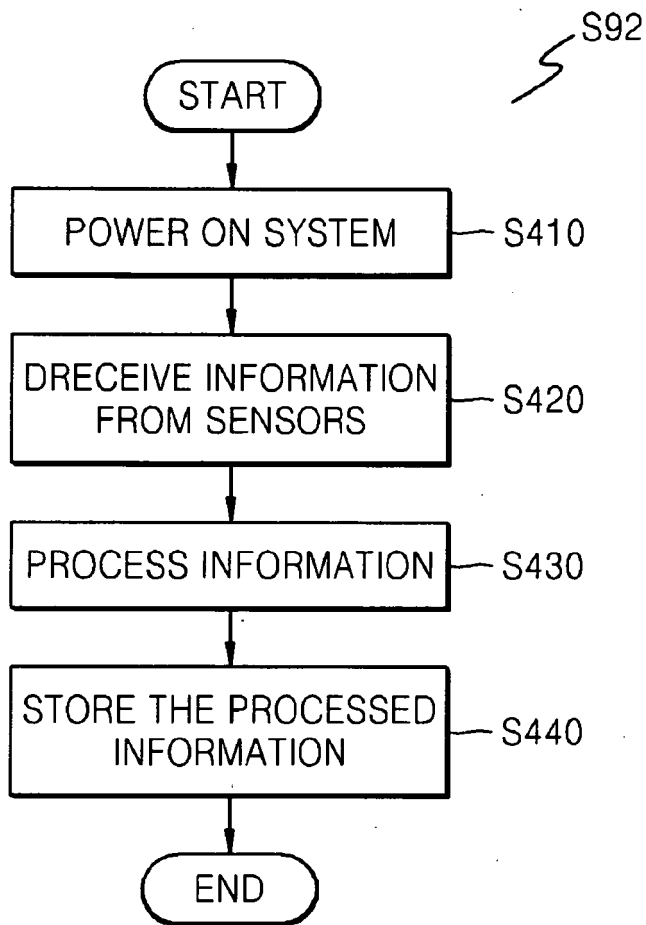 S92
START
POWER ON SYSTEM
S410
DRECEIVE INFORMATION
FROM SENSORS
S420
PROCESS INFORMATION
S430
STORE THE PROCESSED
INFORMATION
S440
END